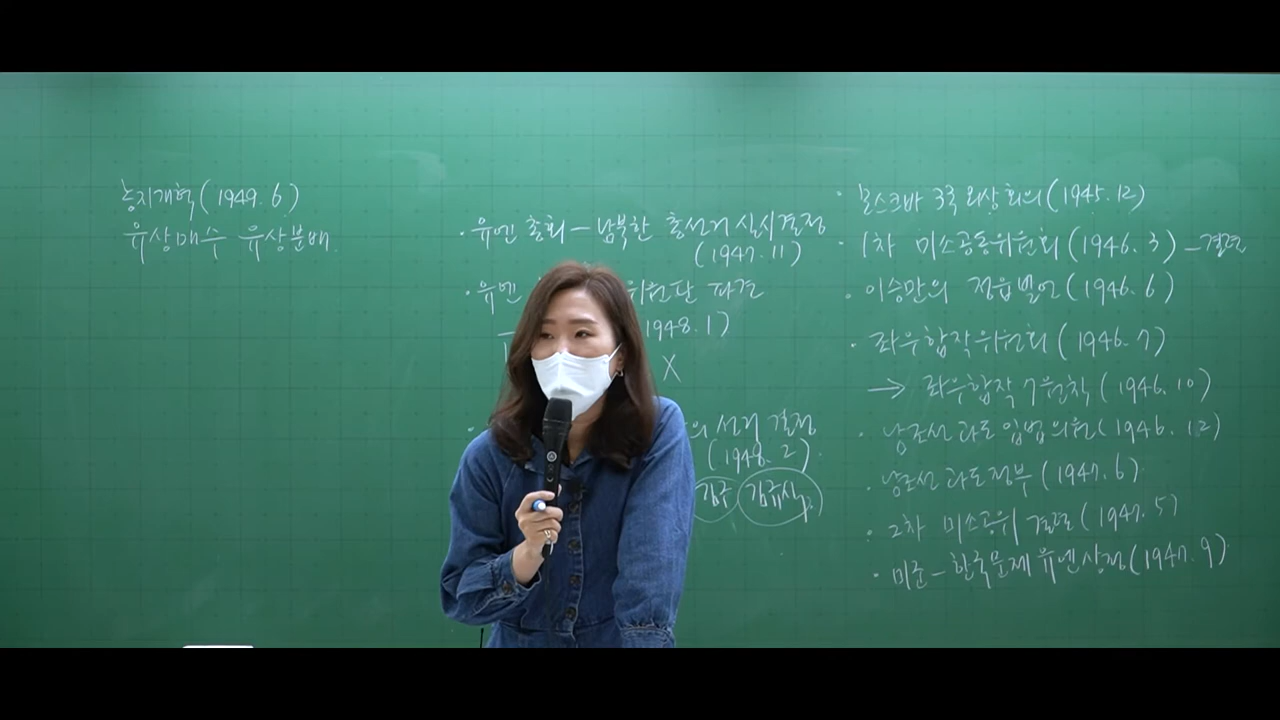 농지개혁(1949.6)
유상매수 유상분배
· 유엔 총회 - 남북한 총선거 실시결정
(1947.11)
· 유엔 위원단 파견
1948.1)
X
의 선거 결정
(1948.2)
김구 김규식
· 모스크바 3국 외상회의(1945.12)
· 1차 미소공동위원회(1946.3) - 결렬
· 이승만의 정읍발언(1946.6)
· 좌우합작위원회(1946.7)
→ 좌우합작 7원칙(1946.10)
· 남조선 과도 입법의원(1946.12)
· 남조선 과도정부(1947.6)
· 2차 미소공위 결렬(1947.5)
· 미군 - 한국문제 유엔상정(1947.9)